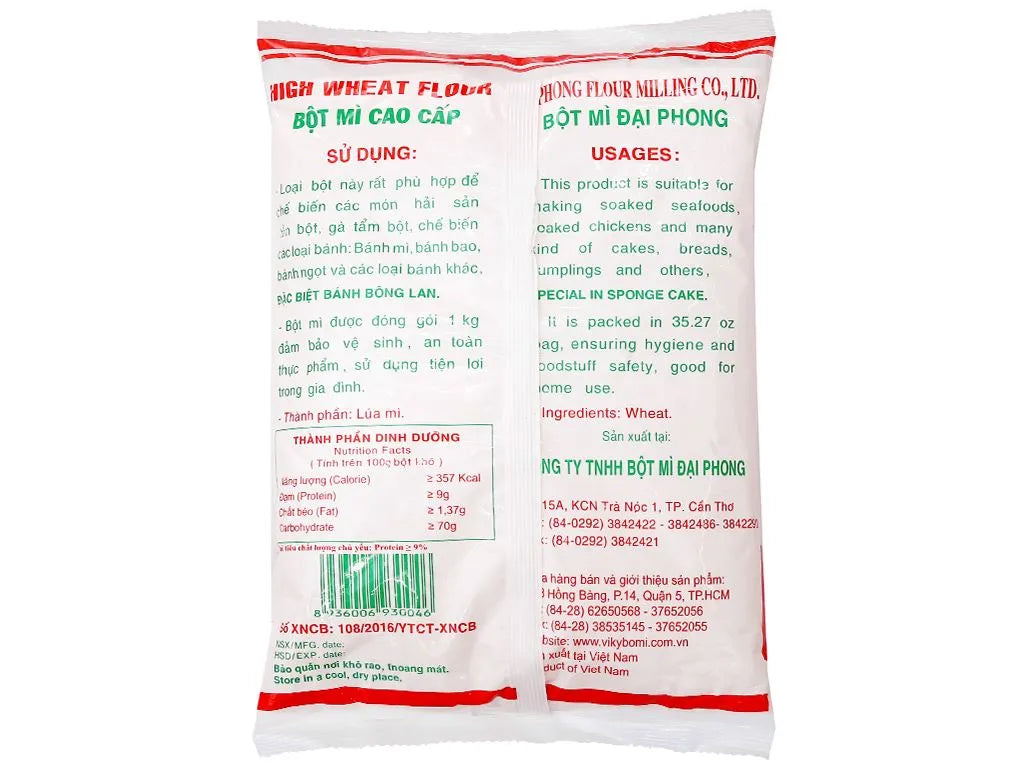 HIGH WHEAT FLOUR
BỘT MÌ CAO CẤP
SỬ DỤNG:
- Loại bột này rất phù hợp để
chế biến các món hải sản
bột, gà tẩm bột, chế biến
các loại bánh: Bánh mì, bánh bao,
bánh ngọt và các loại bánh khác,
ĐẶC BIỆT BÁNH BÔNG LAN.
- Bột mì được đóng gói 1 kg
đảm bảo vệ sinh, an toàn
thực phẩm, sử dụng tiện lợi
trong gia đình.
- Thành phần: Lúa mì.
THÀNH PHẦN DINH DƯỠNG
Nutrition Facts
( Tính trên 100g bột khô )
Năng lượng (Calorie) ≥ 357 Kcal
Đạm (Protein) ≥ 9g
Chất béo (Fat) ≥ 1,37g
Carbohydrate ≥ 70g
tiêu chất lượng chủ yếu: Protein ≥ 9%
8 936006 930046
Số XNCB: 108/2016/YTCT-XNCB
NSX/MFG. date:
HSD/EXP. date:
Bảo quản nơi khô ráo, thoáng mát.
Store in a cool, dry place.
PHONG FLOUR MILLING CO., LTD.
BỘT MÌ ĐẠI PHONG
USAGES:
This product is suitable for
making soaked seafoods,
soaked chickens and many
kind of cakes, breads,
dumplings and others,
SPECIAL IN SPONGE CAKE.
It is packed in 35.27 oz
bag, ensuring hygiene and
foodstuff safety, good for
home use.
- Ingredients: Wheat.
Sản xuất tại:
NG TY TNHH BỘT MÌ ĐẠI PHONG
15A, KCN Trà Nóc 1, TP. Cần Thơ
: (84-0292) 3842422 - 3842486- 384229
: (84-0292) 3842421
a hàng bán và giới thiệu sản phẩm:
Hồng Bàng, P.14, Quận 5, TP.HCM
: (84-28) 62650568 - 37652056
: (84-28) 38535145 - 37652055
bsite: www.vikybomi.com.vn
n xuất tại Việt Nam
duct of Viet Nam